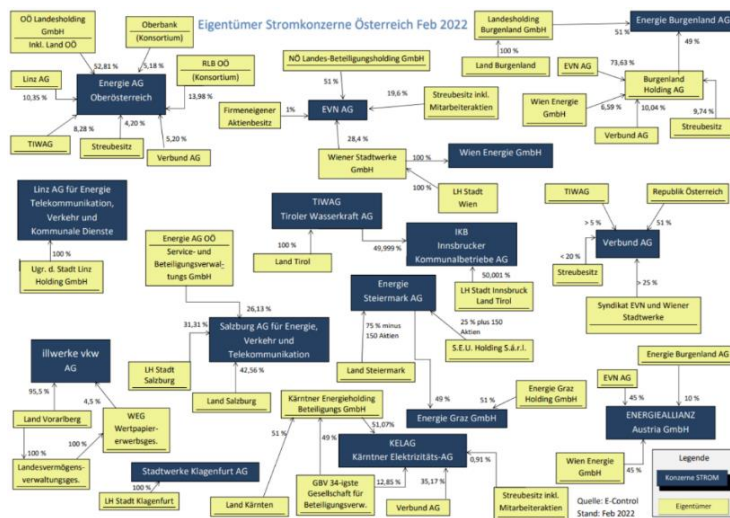 Eigentümer Stromkonzerne Österreich Feb 2022
OÖ Landesholding
GmbH
Inkl. Land OÖ
Oberbank
(Konsortium)
RLB OÖ
(Konsortium)
52,81 %
5,18 %
Linz AG
Energie AG
Oberösterreich
10,35 %
13,98 %
8,28 %
4,20 %
5,20 %
TIWAG
Streubesitz
Verbund AG
NÖ Landes-Beteiligungsholding GmbH
51 %
19,6 %
Firmeneigener
Aktienbesitz
1%
EVN AG
Streubesitz inkl.
Mitarbeiteraktien
28,4 %
Wiener Stadtwerke
GmbH
100 %
Wien Energie GmbH
100 %
LH Stadt
Wien
Landesholding
Burgenland GmbH
Energie Burgenland AG
51 %
100 %
49 %
Land Burgenland
EVN AG
73,63 %
Burgenland
Holding AG
Wien Energie
GmbH
6,59 %
10,04 %
9,74 %
Verbund AG
Streubesitz
Linz AG für Energie
Telekommunikation,
Verkehr und
Kommunale Dienste
100 %
Ugr. d. Stadt Linz
Holding GmbH
Energie AG OÖ
Service- und
Beteiligungsverwal-
tungs GmbH
26,13 %
31,31 %
Salzburg AG für Energie,
Verkehr und
Telekommunikation
42,56 %
LH Stadt
Salzburg
Land Salzburg
TIWAG
Tiroler Wasserkraft AG
100 %
Land Tirol
49,999 %
IKB
Innsbrucker
Kommunalbetriebe AG
50,001 %
LH Stadt Innsbruck
Land Tirol
TIWAG
Republik Österreich
> 5 %
51 %
Verbund AG
< 20 %
Streubesitz
> 25 %
Syndikat EVN und Wiener
Stadtwerke
Energie
Steiermark AG
75 % minus
150 Aktien
25 % plus 150
Aktien
Land Steiermark
S.E.U. Holding S.á.r.l.
49 %
51 %
Energie Graz
Holding GmbH
Energie Graz GmbH
illwerke vkw
AG
95,5 %
4,5 %
Land Vorarlberg
WEG
Wertpapier-
erwerbsges.
100 %
100 %
Landesvermögens-
verwaltungsges.
Stadtwerke Klagenfurt AG
100 %
LH Stadt Klagenfurt
Kärntner Energieholding
Beteiligungs GmbH
51 %
49 %
51,07%
KELAG
Kärntner Elektrizitäts-AG
Land Kärnten
GBV 34-igste
Gesellschaft für
Beteiligungsverw.
12,85 %
35,17 %
0,91 %
Verbund AG
Streubesitz inkl.
Mitarbeiteraktien
Energie Burgenland AG
EVN AG
45 %
10 %
ENERGIEALLIANZ
Austria GmbH
Wien Energie
GmbH
45 %
Quelle: E-Control
Stand: Feb 2022
Legende
Konzerne STROM
Eigentümer